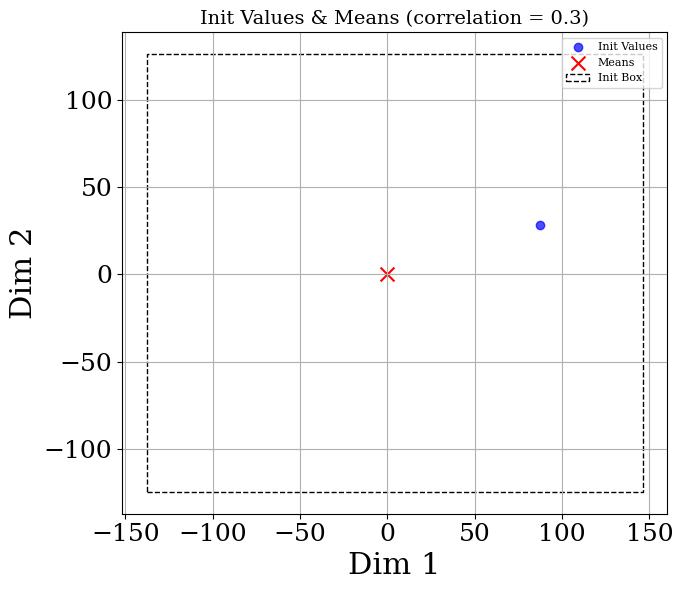 Init Values & Means (correlation = 0.3)
Init Values
Means
Init Box
100
50
0
−50
−100
Dim 2
−150
−100
−50
0
50
100
150
Dim 1